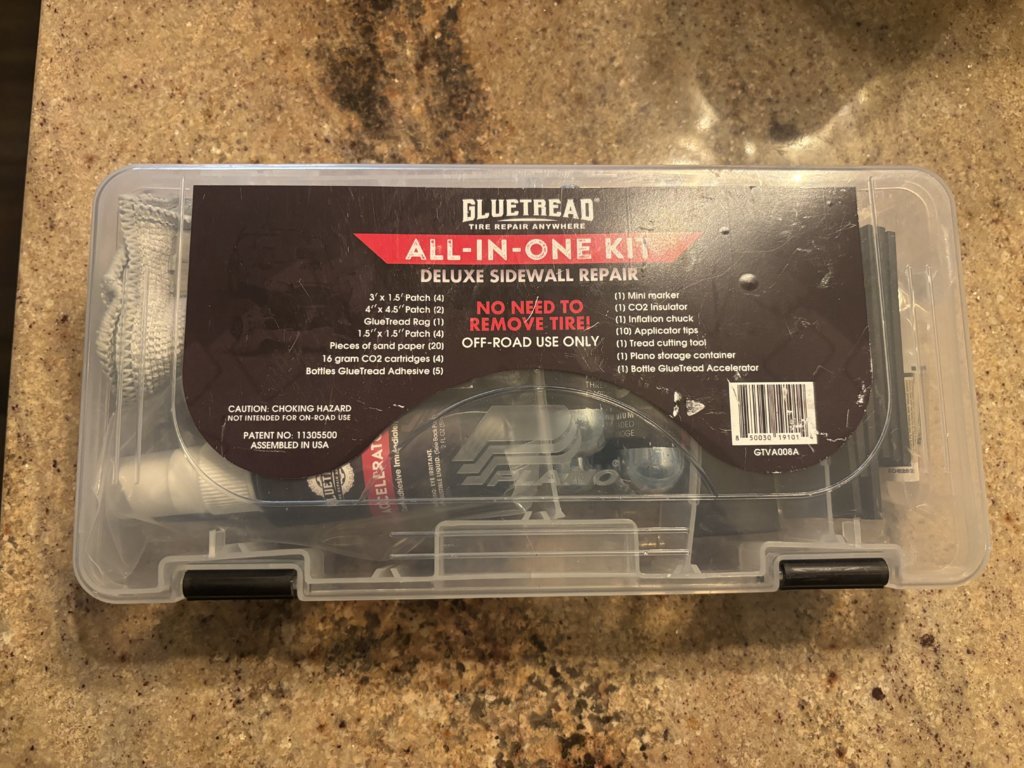 GLUETREAD®
TIRE REPAIR ANYWHERE
ALL-IN-ONE KIT
DELUXE SIDEWALL REPAIR
3" x 1.5" Patch (4)
4" x 4.5" Patch (2)
GlueTread Rag (1)
1.5" x 1.5" Patch (4)
Pieces of sand paper (20)
16 gram CO2 cartridges (4)
Bottles GlueTread Adhesive (5)
NO NEED TO
REMOVE TIRE!
OFF-ROAD USE ONLY
(1) Mini marker
(1) CO2 insulator
(1) Inflation chuck
(10) Applicator tips
(1) Tread cutting tool
(1) Plano storage container
(1) Bottle GlueTread Accelerator
CAUTION: CHOKING HAZARD
NOT INTENDED FOR ON-ROAD USE
PATENT NO: 11305500
ASSEMBLED IN USA
8 50030 19101 4
GTVA008A
PLANO®